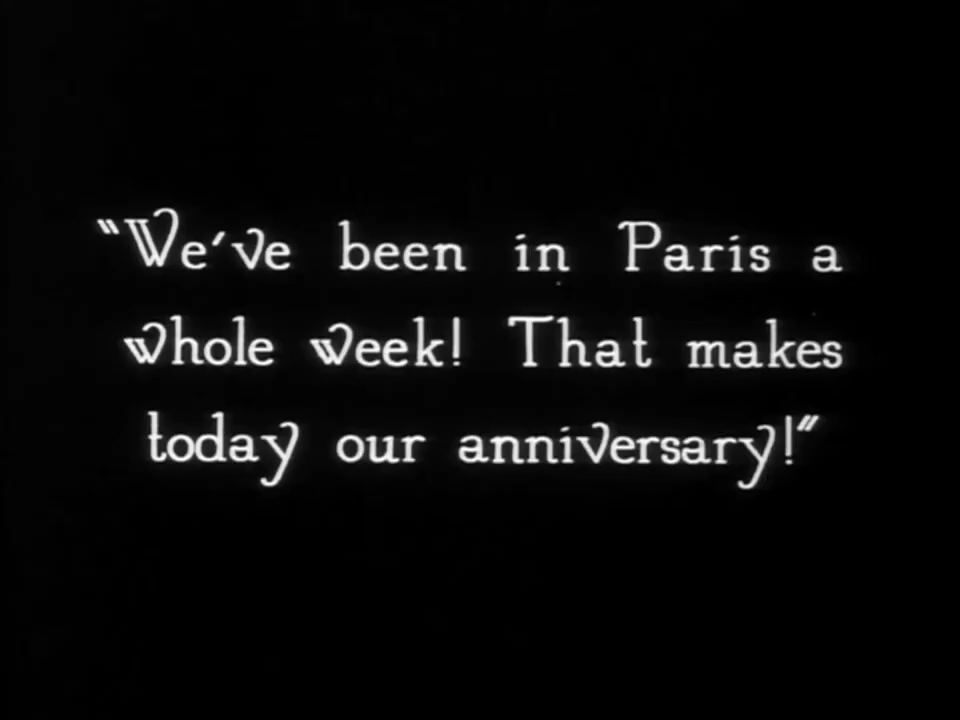 "We've been in Paris a
whole week! That makes
today our anniversary!"